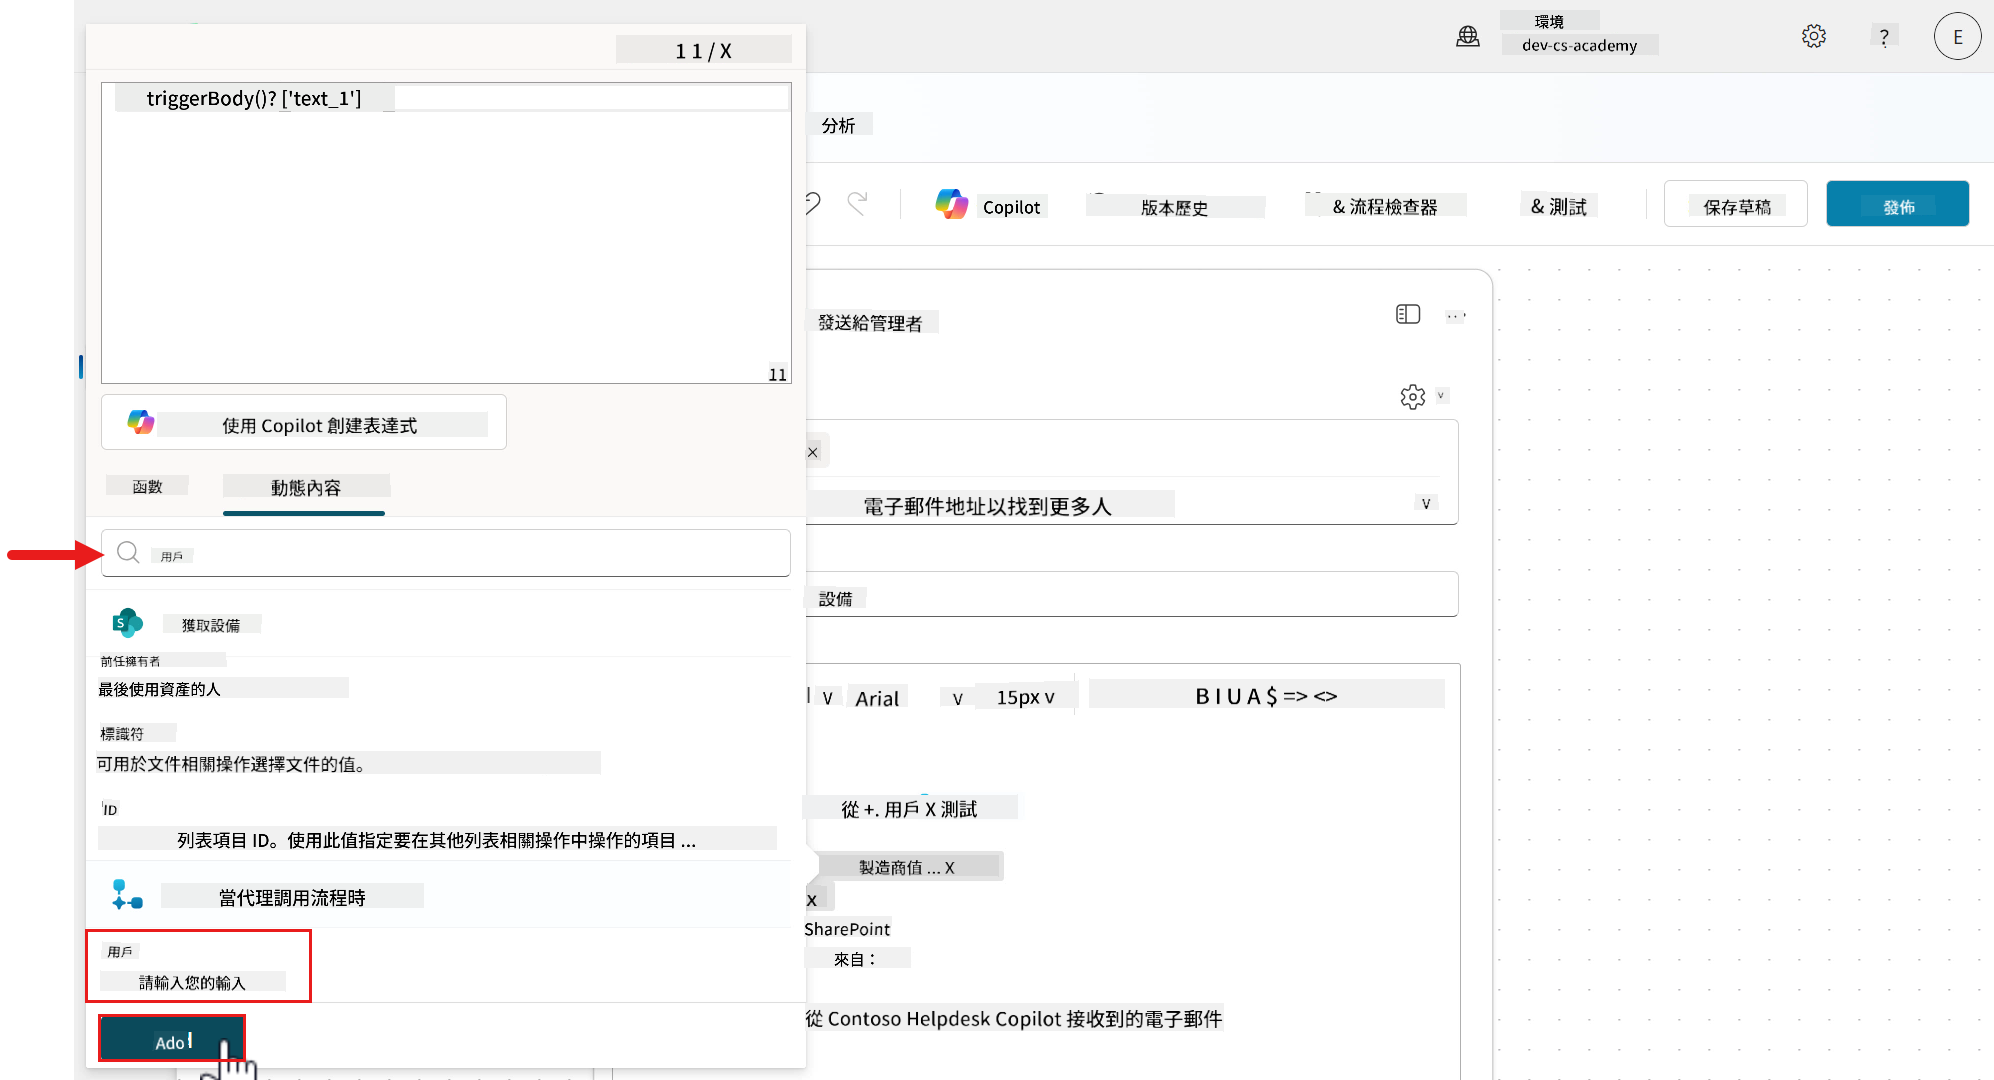 環境
dev-cs-academy
?
E
1 1 / X
triggerBody()? ['text_1']
11
使用 Copilot 創建表達式
函數
動態內容
用戶
獲取設備
前任擁有者
最後使用資產的人
標識符
可用於文件相關操作選擇文件的值。
ID
列表項目 ID。使用此值指定要在其他列表相關操作中操作的項目 ...
當代理調用流程時
用戶
請輸入您的輸入
Ado
分析
Copilot
版本歷史
& 流程檢查器
& 測試
保存草稿
發佈
發送給管理者
x
電子郵件地址以找到更多人
v
設備
v Arial v 15px v B I U A $ => <>
從 +. 用戶 X 測試
製造商值 ... X
x
SharePoint
來自：
從 Contoso Helpdesk Copilot 接收到的電子郵件